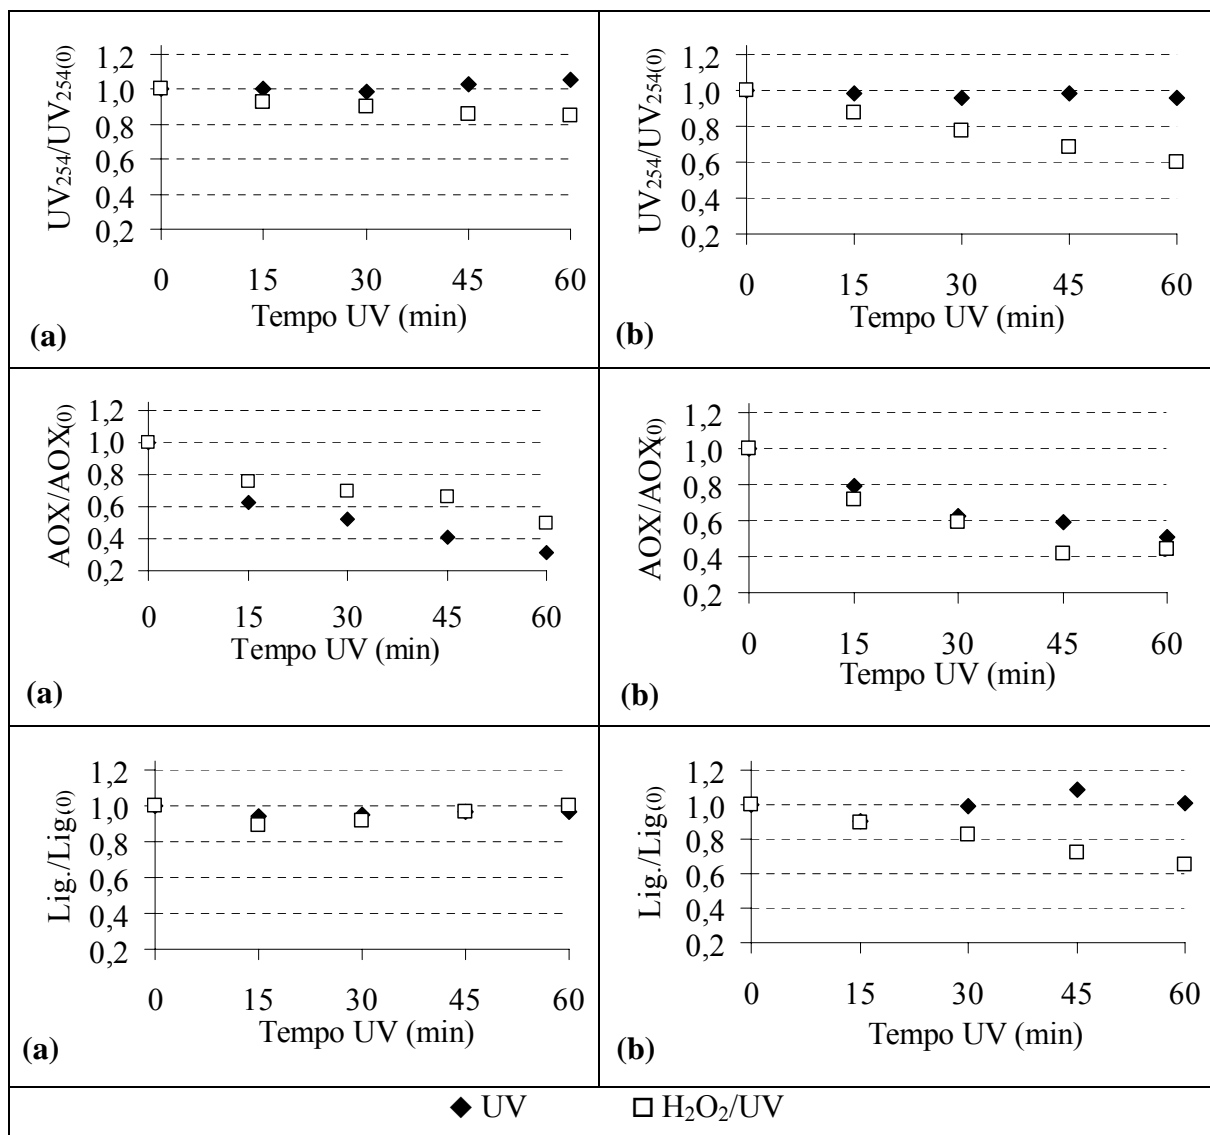 UV254/UV254(0)
1,2
1,0
0,8
0,6
0,4
0,2
0 15 30 45 60
Tempo UV (min)
(a)
UV254/UV254(0)
1,2
1,0
0,8
0,6
0,4
0,2
0 15 30 45 60
Tempo UV (min)
(b)
AOX/AOX(0)
1,2
1,0
0,8
0,6
0,4
0,2
0 15 30 45 60
Tempo UV (min)
(a)
AOX/AOX(0)
1,2
1,0
0,8
0,6
0,4
0,2
0 15 30 45 60
Tempo UV (min)
(b)
Lig./Lig(0)
1,2
1,0
0,8
0,6
0,4
0,2
0 15 30 45 60
Tempo UV (min)
(a)
Lig./Lig(0)
1,2
1,0
0,8
0,6
0,4
0,2
0 15 30 45 60
Tempo UV (min)
(b)
UV H₂O₂/UV